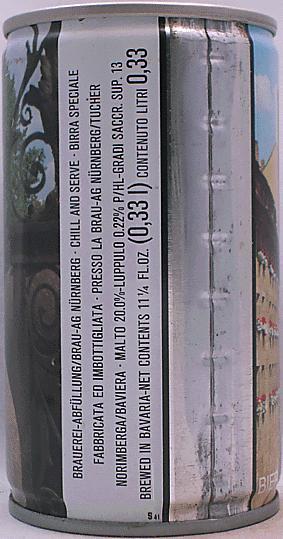 BRAUEREI-ABFÜLLUNG/BRAU-AG NÜRNBERG · CHILL AND SERVE · BIRRA SPECIALE
FABBRICATA ED IMBOTTIGLIATA · PRESSO LA BRAU-AG NÜRNBERG/TUCHER
NORIMBERGA/BAVIERA · MALTO 20.0%-LUPPULO 0.22% P/HL-GRADI SACCR. SUP. 13
BREWED IN BAVARIA-NET CONTENTS 11¼ FL.OZ. (0,33 l) CONTENUTO LITRI 0,33
S 41